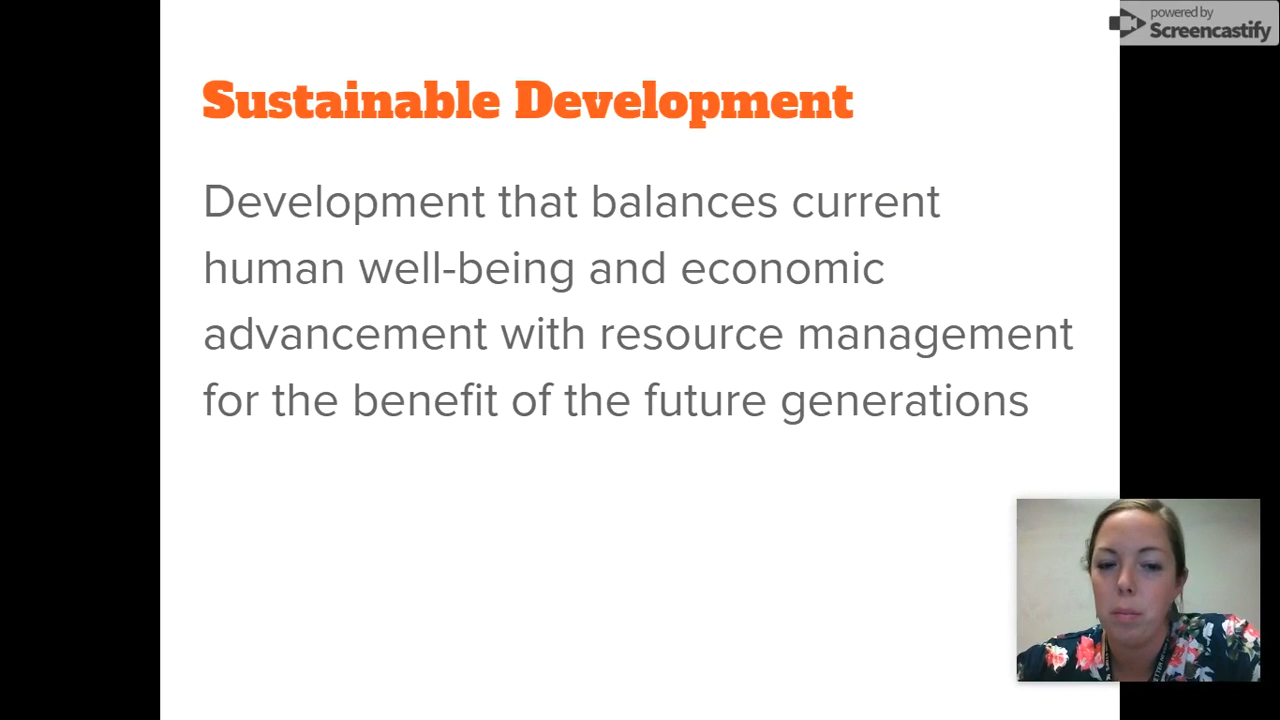 powered by
Screencastify
Sustainable Development
Development that balances current
human well-being and economic
advancement with resource management
for the benefit of the future generations